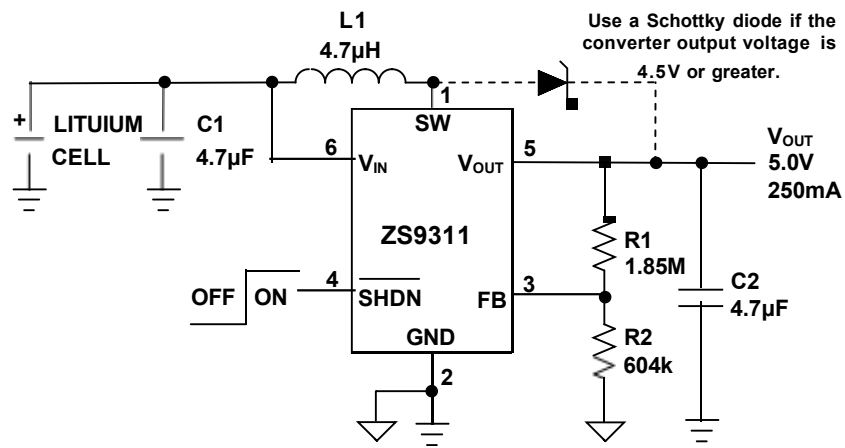 L1
4.7µH
Use a Schottky diode if the
converter output voltage is
4.5V or greater.
1
SW
+
LITUIUM
CELL
C1
4.7µF
6
VIN
VOUT
5
VOUT
5.0V
250mA
ZS9311
R1
1.85M
OFF
ON
4
SHDN
FB
3
C2
4.7µF
GND
R2
604k
2